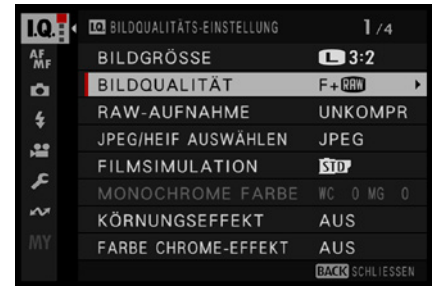 I.Q. I.Q. BILDQUALITÄTS-EINSTELLUNG 1/4
AF MF
BILDGRÖSSE L 3:2
BILDQUALITÄT F+RAW
RAW-AUFNAHME UNKOMPR
JPEG/HEIF AUSWÄHLEN JPEG
FILMSIMULATION STD
MONOCHROME FARBE WC 0 MG 0
KÖRNUNGSEFFEKT AUS
MY
FARBE CHROME-EFFEKT AUS
BACK SCHLIESSEN